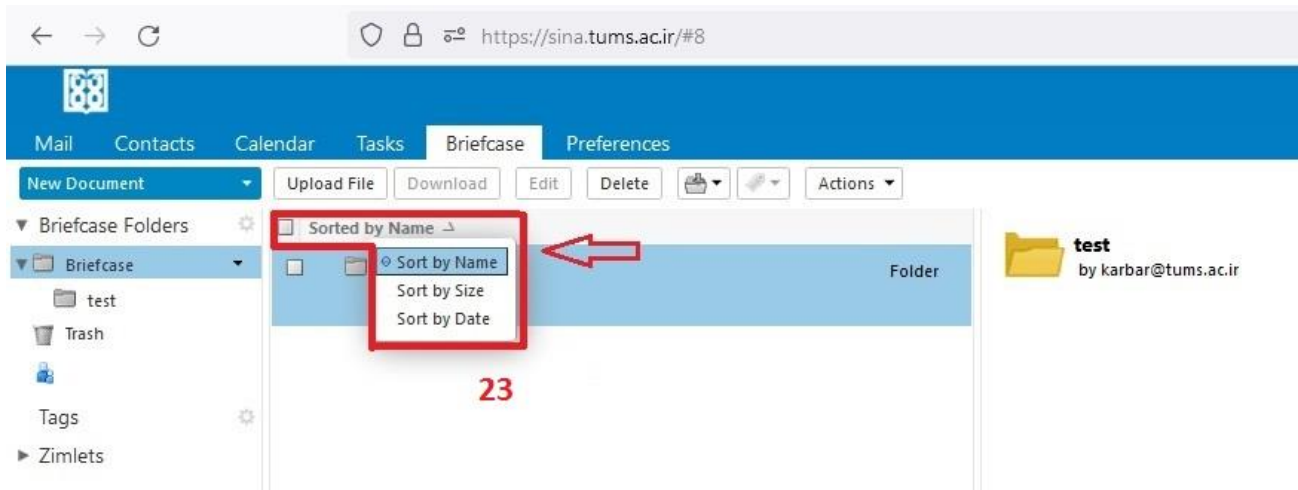 https://sina.tums.ac.ir/#8
Mail Contacts Calendar Tasks Briefcase Preferences
New Document Upload File Download Edit Delete Actions
Briefcase Folders Sorted by Name
Briefcase Sort by Name Folder
test Sort by Size
Trash Sort by Date
test
by karbar@tums.ac.ir
23
Tags
Zimlets